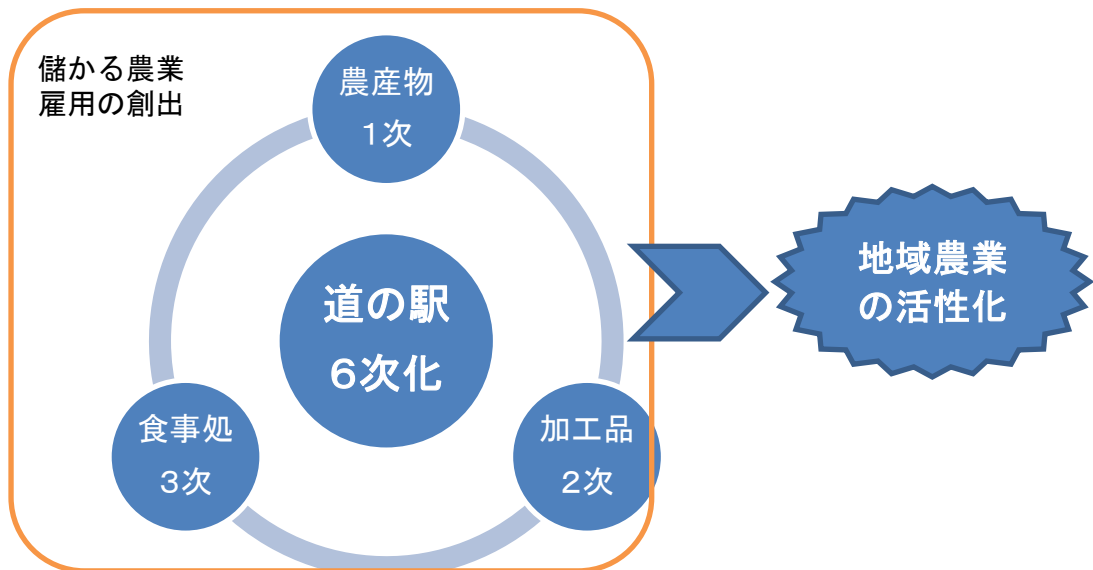 儲かる農業
雇用の創出
農産物
１次
道の駅
６次化
食事処
３次
加工品
２次
地域農業
の活性化